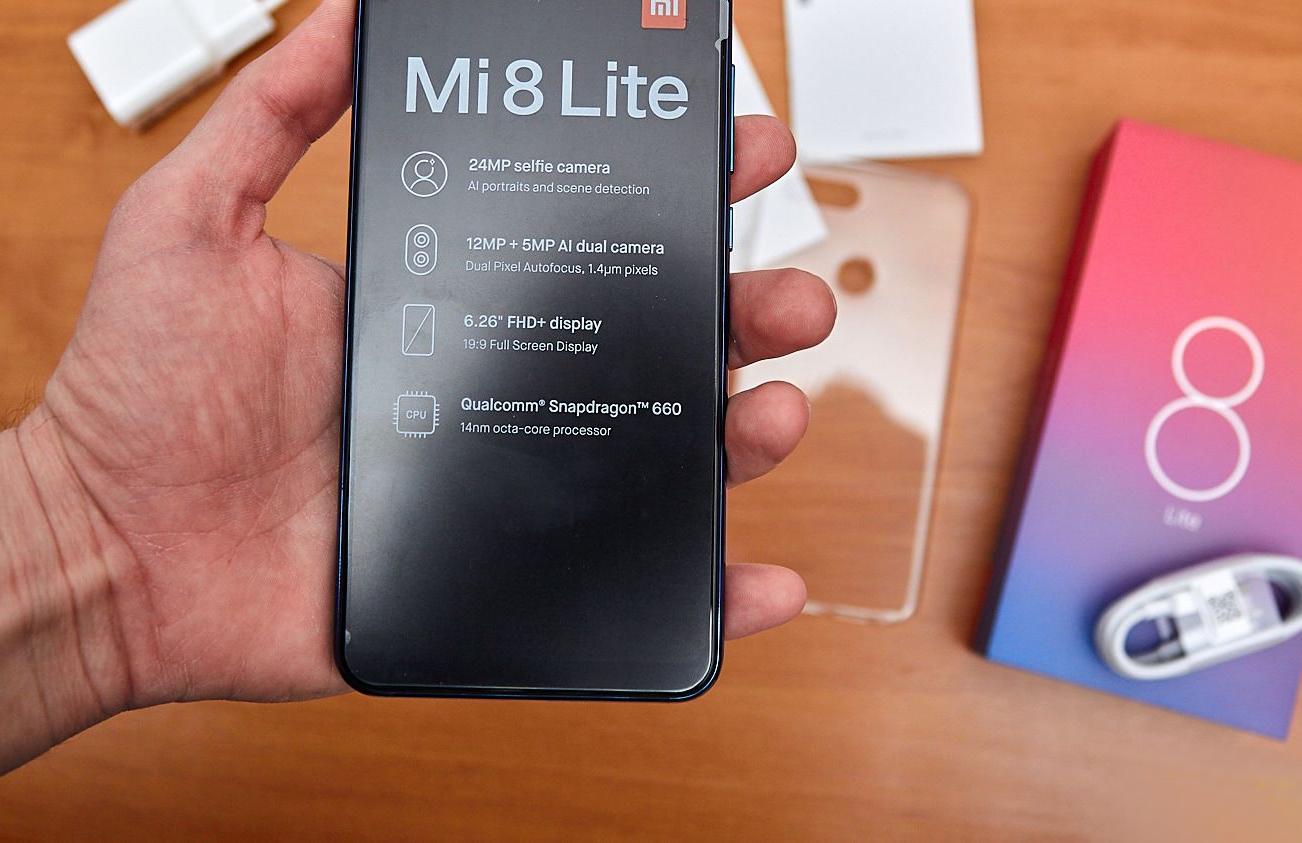 mi
Mi 8 Lite
24MP selfie camera
AI portraits and scene detection
12MP + 5MP AI dual camera
Dual Pixel Autofocus, 1.4µm pixels
6.26" FHD+ display
19:9 Full Screen Display
CPU
Qualcomm® Snapdragon™ 660
14nm octa-core processor
8
Lite